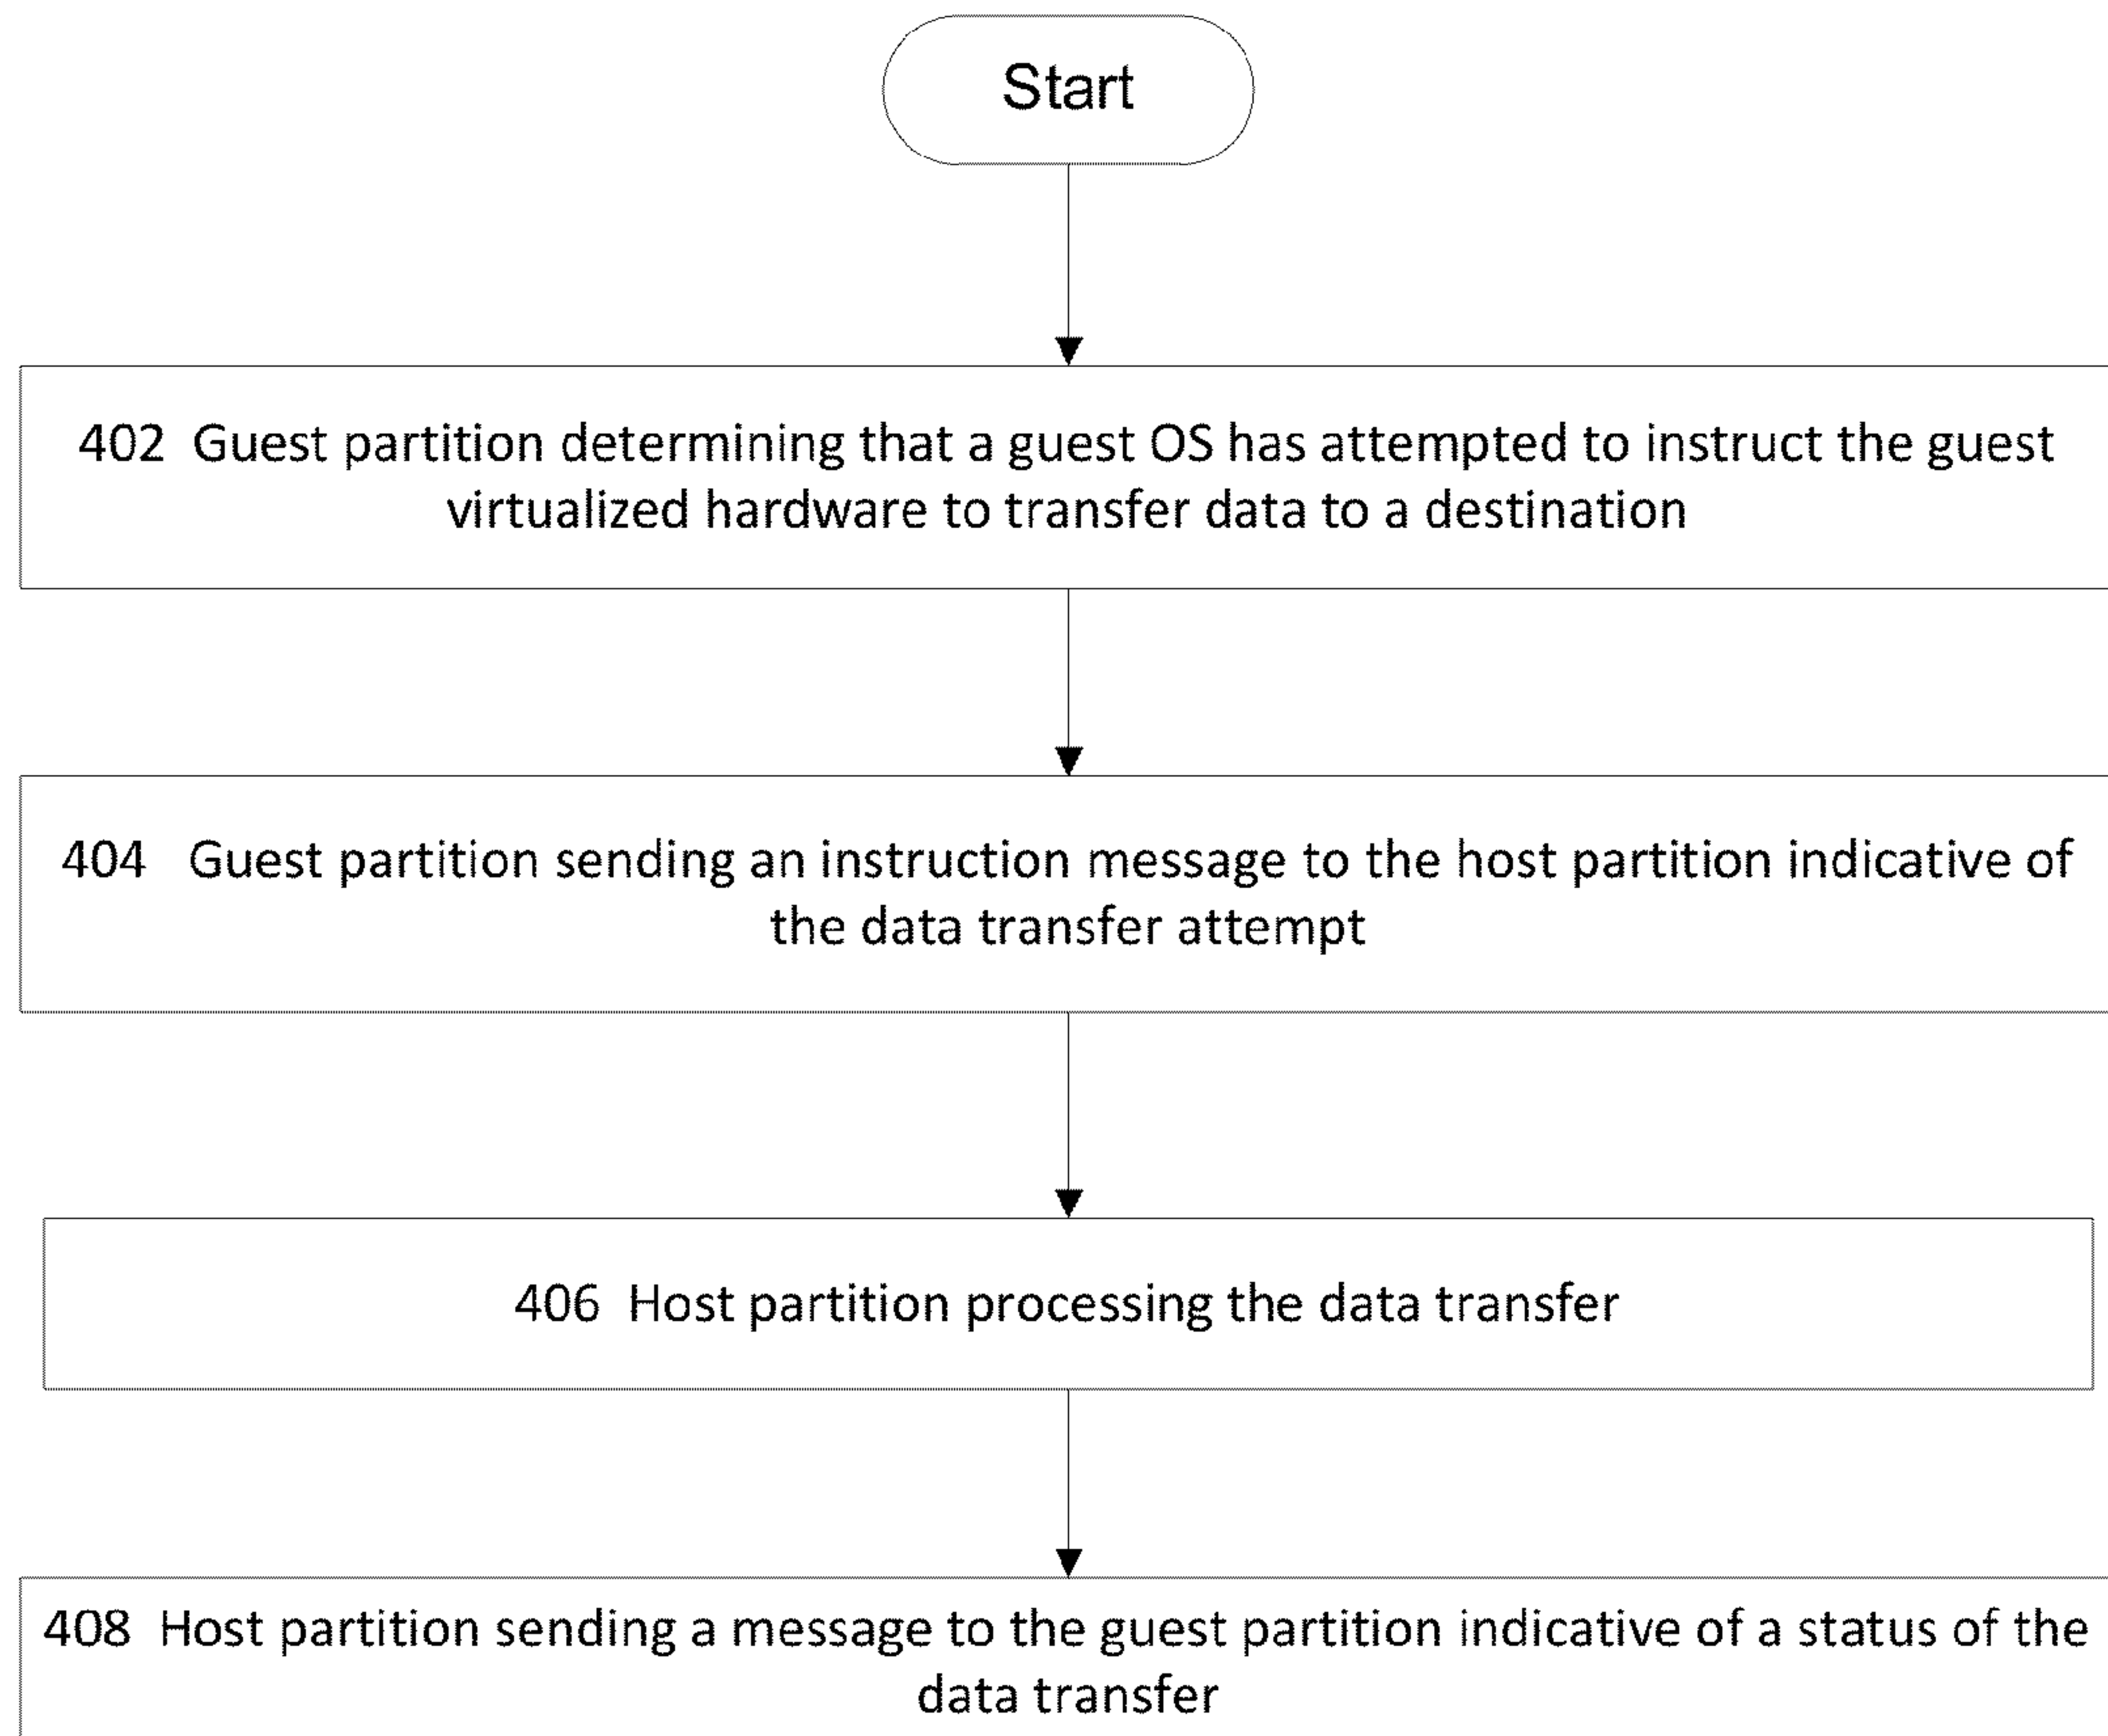 Start
402 Guest partition determining that a guest OS has attempted to instruct the guest
virtualized hardware to transfer data to a destination
404 Guest partition sending an instruction message to the host partition indicative of
the data transfer attempt
406 Host partition processing the data transfer
408 Host partition sending a message to the guest partition indicative of a status of the
data transfer